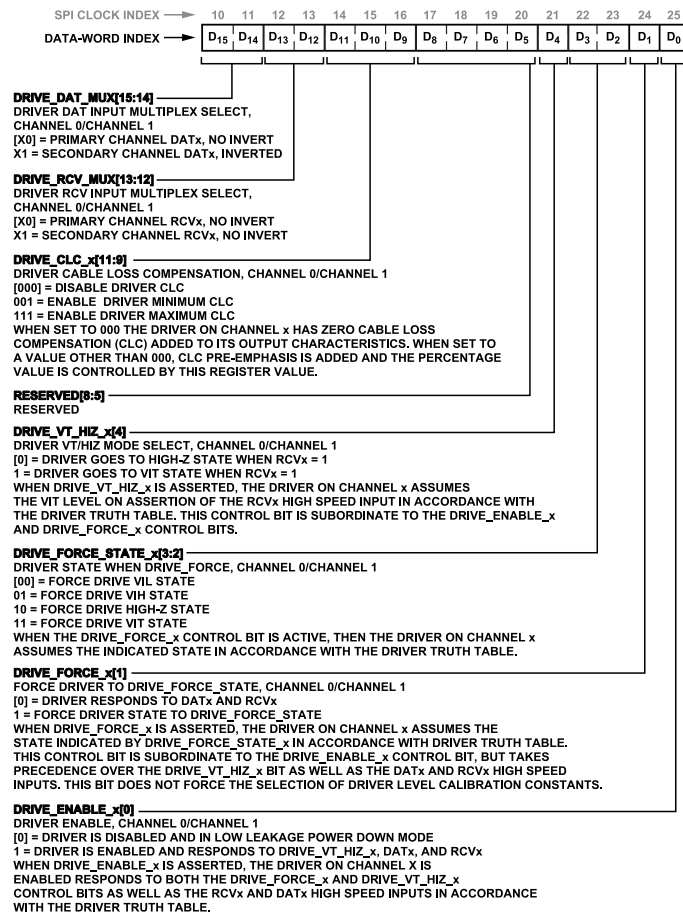 SPI CLOCK INDEX 10 11 12 13 14 15 16 17 18 19 20 21 22 23 24 25
DATA-WORD INDEX D15 D14 D13 D12 D11 D10 D9 D8 D7 D6 D5 D4 D3 D2 D1 D0
DRIVE_DAT_MUX[15:14]
DRIVER DAT INPUT MULTIPLEX SELECT,
CHANNEL 0/CHANNEL 1
[X0] = PRIMARY CHANNEL DATx, NO INVERT
X1 = SECONDARY CHANNEL DATx, INVERTED
DRIVE_RCV_MUX[13:12]
DRIVER RCV INPUT MULTIPLEX SELECT,
CHANNEL 0/CHANNEL 1
[X0] = PRIMARY CHANNEL RCVx, NO INVERT
X1 = SECONDARY CHANNEL RCVx, NO INVERT
DRIVE_CLC_x[11:9]
DRIVER CABLE LOSS COMPENSATION, CHANNEL 0/CHANNEL 1
[000] = DISABLE DRIVER CLC
001 = ENABLE DRIVER MINIMUM CLC
111 = ENABLE DRIVER MAXIMUM CLC
WHEN SET TO 000 THE DRIVER ON CHANNEL x HAS ZERO CABLE LOSS
COMPENSATION (CLC) ADDED TO ITS OUTPUT CHARACTERISTICS. WHEN SET TO
A VALUE OTHER THAN 000, CLC PRE-EMPHASIS IS ADDED AND THE PERCENTAGE
VALUE IS CONTROLLED BY THIS REGISTER VALUE.
RESERVED[8:5]
RESERVED
DRIVE_VT_HIZ_x[4]
DRIVER VT/HIZ MODE SELECT, CHANNEL 0/CHANNEL 1
[0] = DRIVER GOES TO HIGH-Z STATE WHEN RCVx = 1
1 = DRIVER GOES TO VIT STATE WHEN RCVx = 1
WHEN DRIVE_VT_HIZ_x IS ASSERTED, THE DRIVER ON CHANNEL x ASSUMES
THE VIT LEVEL ON ASSERTION OF THE RCVx HIGH SPEED INPUT IN ACCORDANCE WITH
THE DRIVER TRUTH TABLE. THIS CONTROL BIT IS SUBORDINATE TO THE DRIVE_ENABLE_x
AND DRIVE_FORCE_x CONTROL BITS.
DRIVE_FORCE_STATE_x[3:2]
DRIVER STATE WHEN DRIVE_FORCE, CHANNEL 0/CHANNEL 1
[00] = FORCE DRIVE VIL STATE
01 = FORCE DRIVE VIH STATE
10 = FORCE DRIVE HIGH-Z STATE
11 = FORCE DRIVE VIT STATE
WHEN THE DRIVE_FORCE_x CONTROL BIT IS ACTIVE, THEN THE DRIVER ON CHANNEL x
ASSUMES THE INDICATED STATE IN ACCORDANCE WITH THE DRIVER TRUTH TABLE.
DRIVE_FORCE_x[1]
FORCE DRIVER TO DRIVE_FORCE_STATE, CHANNEL 0/CHANNEL 1
[0] = DRIVER RESPONDS TO DATx AND RCVx
1 = FORCE DRIVER STATE TO DRIVE_FORCE_STATE
WHEN DRIVE_FORCE_x IS ASSERTED, THE DRIVER ON CHANNEL x ASSUMES THE
STATE INDICATED BY DRIVE_FORCE_STATE_x IN ACCORDANCE WITH DRIVER TRUTH TABLE.
THIS CONTROL BIT IS SUBORDINATE TO THE DRIVE_ENABLE_x CONTROL BIT, BUT TAKES
PRECEDENCE OVER THE DRIVE_VT_HIZ_x BIT AS WELL AS THE DATx AND RCVx HIGH SPEED
INPUTS. THIS BIT DOES NOT FORCE THE SELECTION OF DRIVER LEVEL CALIBRATION CONSTANTS.
DRIVE_ENABLE_x[0]
DRIVER ENABLE, CHANNEL 0/CHANNEL 1
[0] = DRIVER IS DISABLED AND IN LOW LEAKAGE POWER DOWN MODE
1 = DRIVER IS ENABLED AND RESPONDS TO DRIVE_VT_HIZ_x, DATx, AND RCVx
WHEN DRIVE_ENABLE_x IS ASSERTED, THE DRIVER ON CHANNEL X IS
ENABLED RESPONDS TO BOTH THE DRIVE_FORCE_x AND DRIVE_VT_HIZ_x
CONTROL BITS AS WELL AS THE RCVx AND DATx HIGH SPEED INPUTS IN ACCORDANCE
WITH THE DRIVER TRUTH TABLE.